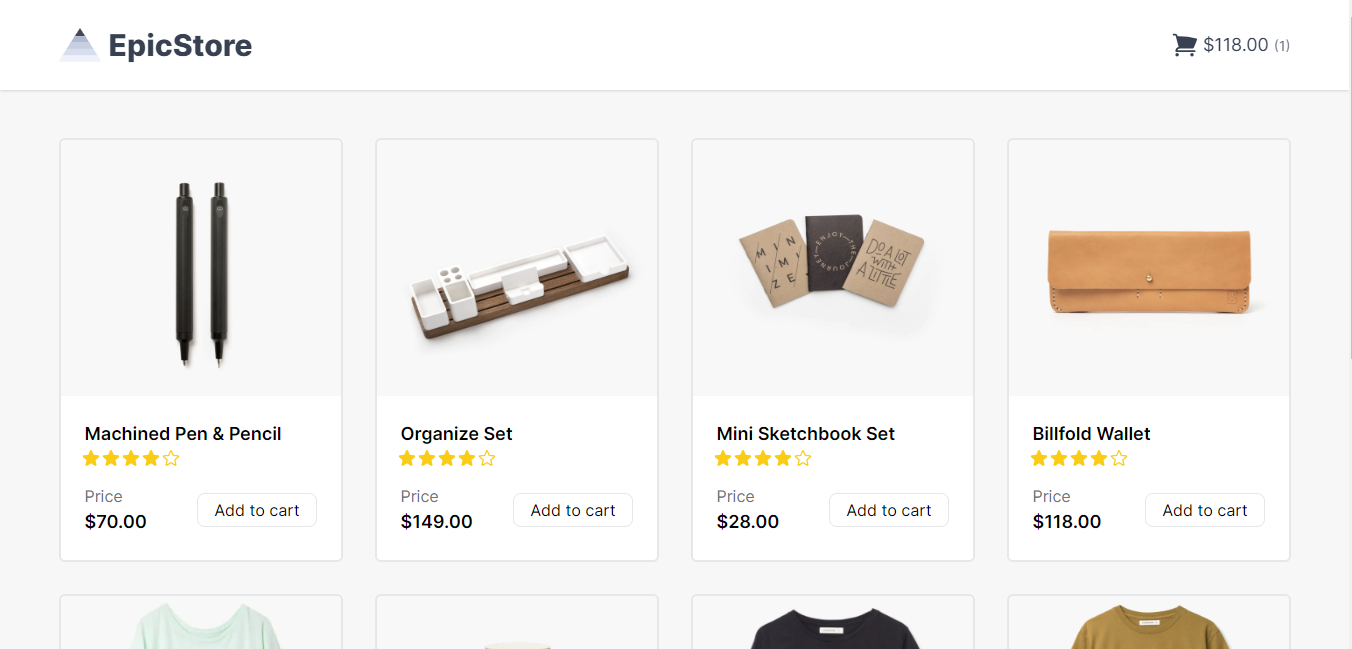 EpicStore
$118.00 (1)
MINIMIZE
ENJOY THE JOURNEY
DO A LOT
with
A LITTLE
Machined Pen & Pencil
Organize Set
Mini Sketchbook Set
Billfold Wallet
Price
$70.00
Add to cart
Price
$149.00
Add to cart
Price
$28.00
Add to cart
Price
$118.00
Add to cart